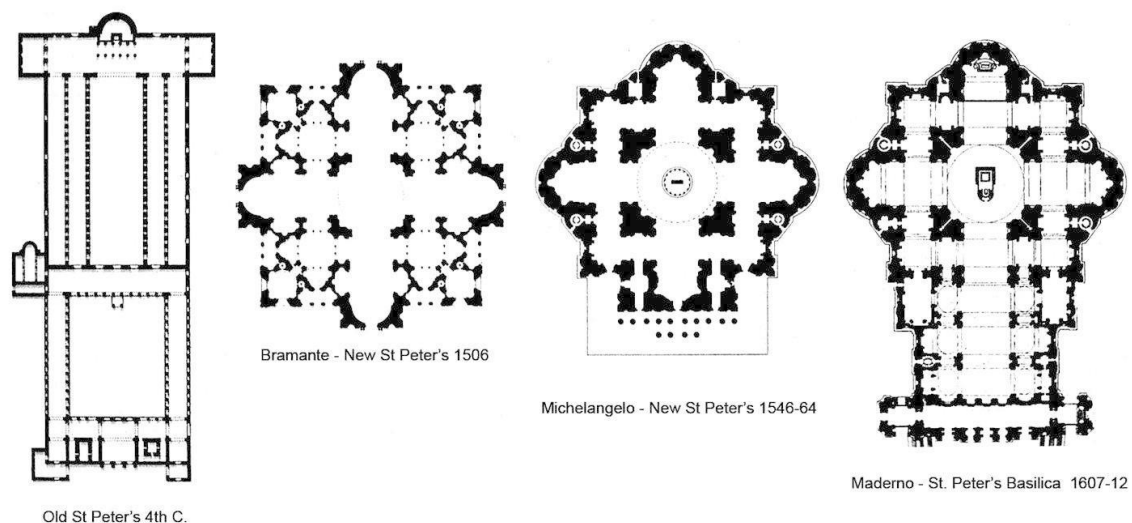 Old St Peter's 4th C.
Bramante - New St Peter's 1506
Michelangelo - New St Peter's 1546-64
Maderno - St. Peter's Basilica 1607-12